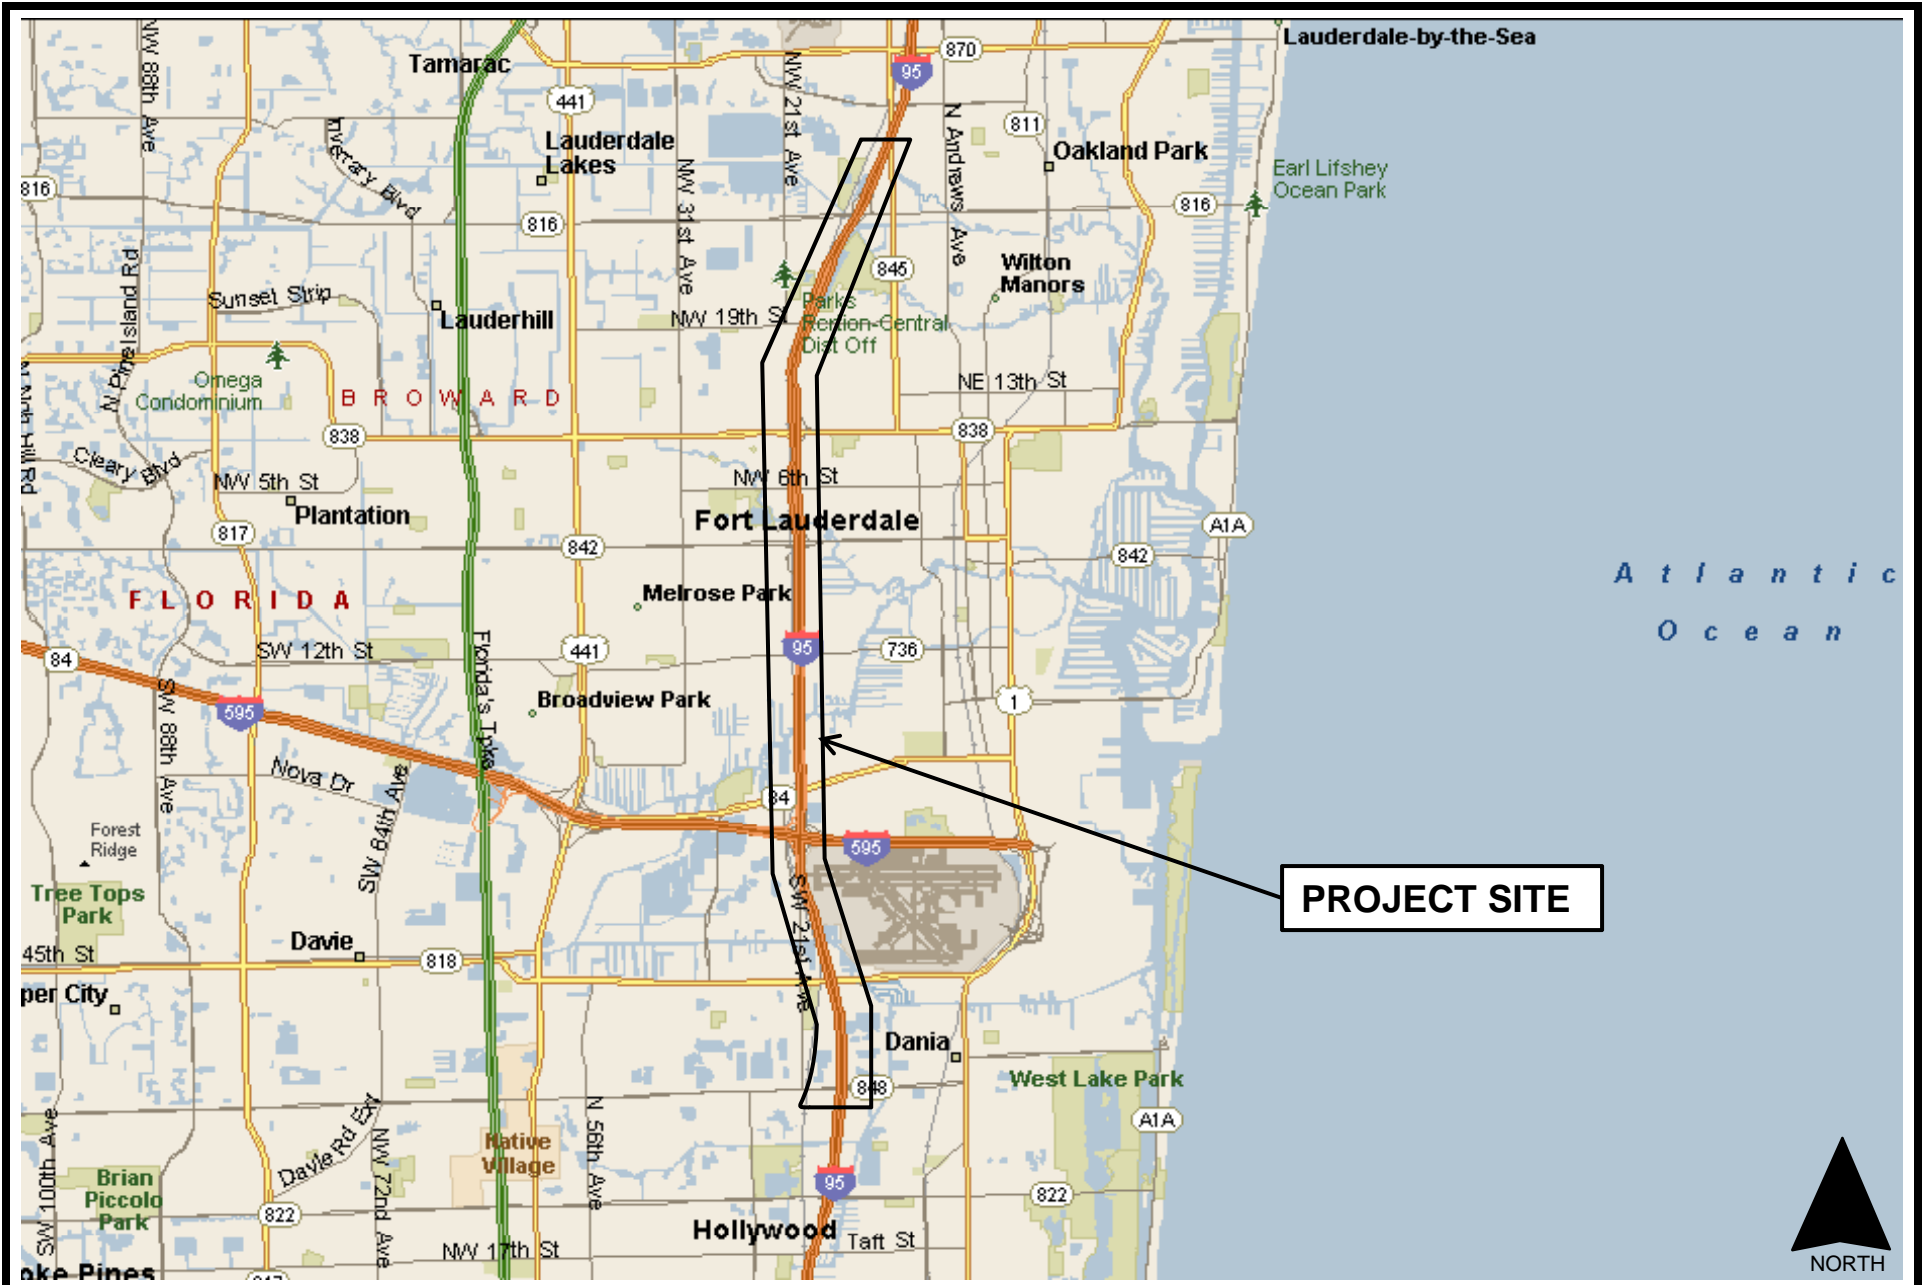 Lauderdale-by-the-Sea
Tamarac
870
95
NW 88th Ave
441
NW 21st Ave
N Andrews Ave
811
Inverrary Blvd
Lauderdale
Lakes
Oakland Park
Earl Lifshey
Ocean Park
816
NW 31st Ave
816
816
N PineIsland Rd
845
Wilton
Manors
Sunset Strip
Lauderhill
NW 19th St
Parks
Rention-Central
Dist Off
Omega
Condominium
BROWARD
NE 13th St
838
838
Cleary Blvd
NW 5th St
NW 6th St
Plantation
Fort Lauderdale
817
842
A1A
842
Atlantic
Ocean
FLORIDA
Melrose Park
84
SW 12th St
441
95
736
Florida's Tpke
SW 88th Ave
595
Broadview Park
1
Nova Dr
SW 64th Ave
84
Forest
Ridge
595
PROJECT SITE
Tree Tops
Park
SW 21st Ave
45th St
Davie
818
per City
Dania
848
West Lake Park
A1A
SW 100th Ave
Davie Rd Ext
NW 72nd Ave
Native
Village
N 56th Ave
Brian
Piccolo
Park
95
822
822
Hollywood
Taft St
NW 17th St
oke Pines
817
NORTH